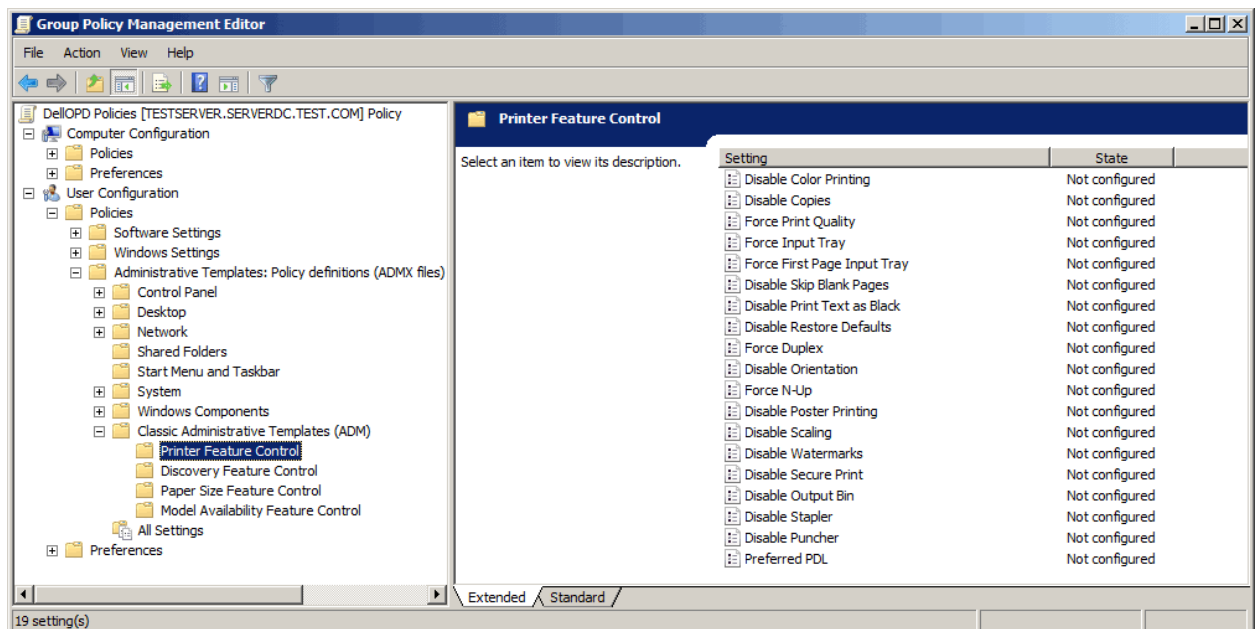 Group Policy Management Editor
File Action View Help
DellOPD Policies [TESTSERVER.SERVERDC.TEST.COM] Policy
Computer Configuration
Policies
Preferences
User Configuration
Policies
Software Settings
Windows Settings
Administrative Templates: Policy definitions (ADMX files)
Control Panel
Desktop
Network
Shared Folders
Start Menu and Taskbar
System
Windows Components
Classic Administrative Templates (ADM)
Printer Feature Control
Discovery Feature Control
Paper Size Feature Control
Model Availability Feature Control
All Settings
Preferences
Printer Feature Control
Select an item to view its description.
Setting State
Disable Color Printing Not configured
Disable Copies Not configured
Force Print Quality Not configured
Force Input Tray Not configured
Force First Page Input Tray Not configured
Disable Skip Blank Pages Not configured
Disable Print Text as Black Not configured
Disable Restore Defaults Not configured
Force Duplex Not configured
Disable Orientation Not configured
Force N-Up Not configured
Disable Poster Printing Not configured
Disable Scaling Not configured
Disable Watermarks Not configured
Disable Secure Print Not configured
Disable Output Bin Not configured
Disable Stapler Not configured
Disable Puncher Not configured
Preferred PDL Not configured
Extended Standard
19 setting(s)